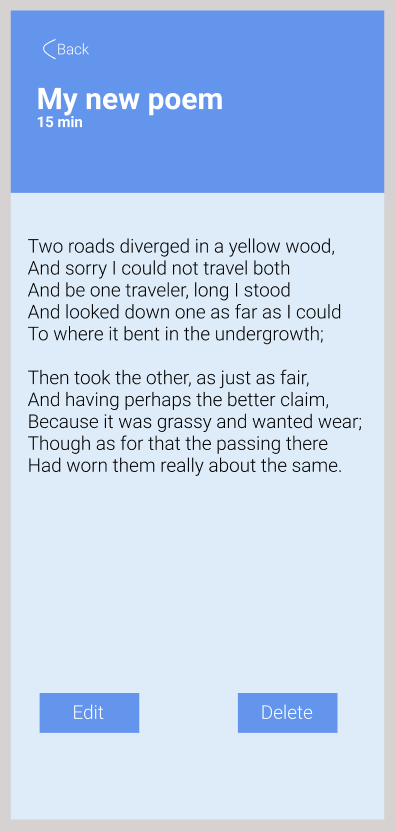 Back
My new poem
15 min
Two roads diverged in a yellow wood,
And sorry I could not travel both
And be one traveler, long I stood
And looked down one as far as I could
To where it bent in the undergrowth;
Then took the other, as just as fair,
And having perhaps the better claim,
Because it was grassy and wanted wear;
Though as for that the passing there
Had worn them really about the same.
Edit
Delete